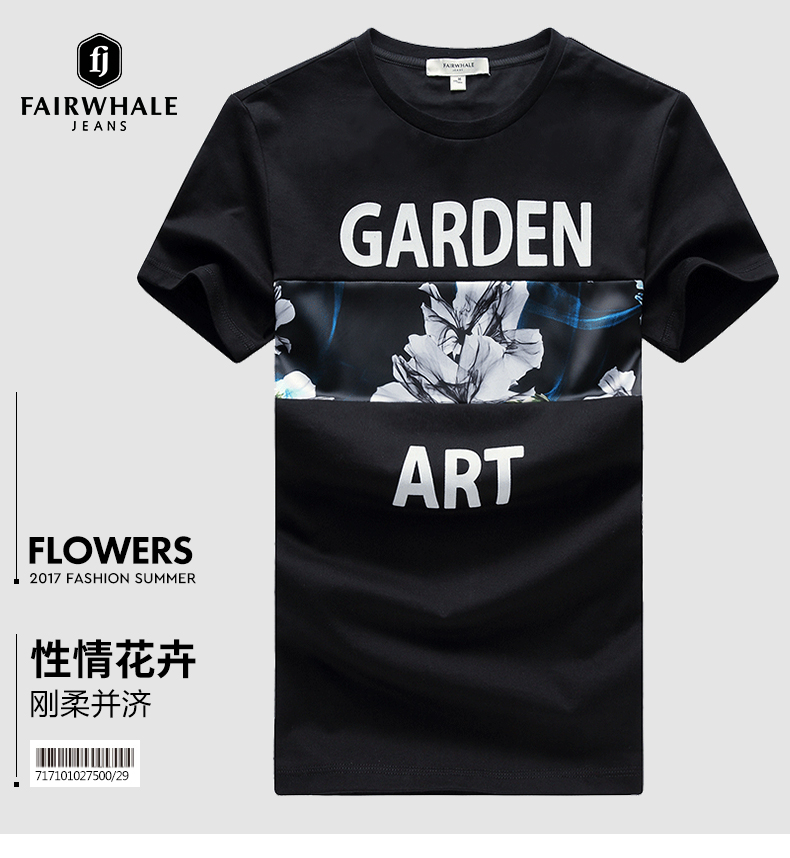 fj
FAIRWHALE
JEANS
FAIRWHALE
JEANS
M
GARDEN
ART
FLOWERS
2017 FASHION SUMMER
性情花卉
刚柔并济
717101027500/29